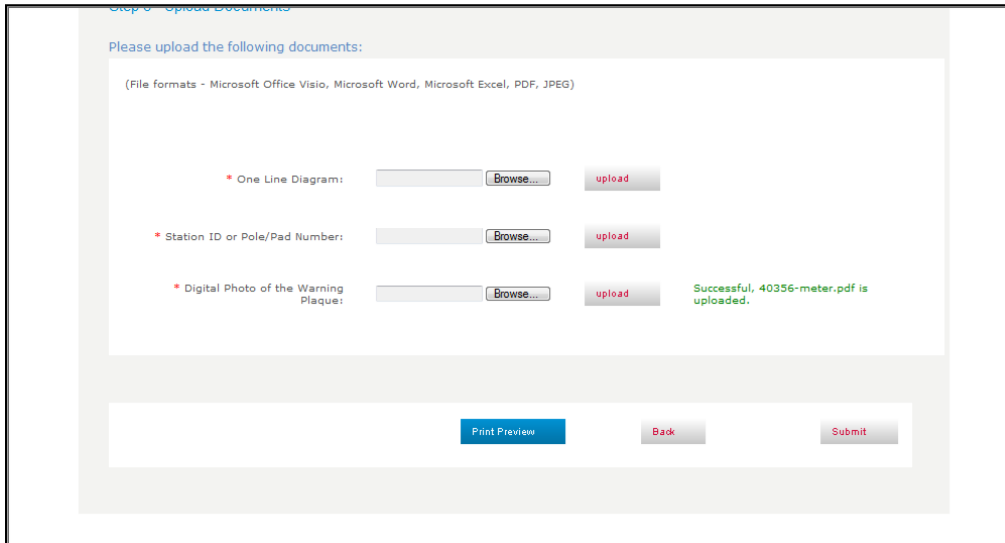 Upload Documents
Please upload the following documents:
(File formats - Microsoft Office Visio, Microsoft Word, Microsoft Excel, PDF, JPEG)
* One Line Diagram: Browse... upload
* Station ID or Pole/Pad Number: Browse... upload
* Digital Photo of the Warning
Plaque: Browse... upload Successful, 40356-meter.pdf is
uploaded.
Print Preview Back Submit